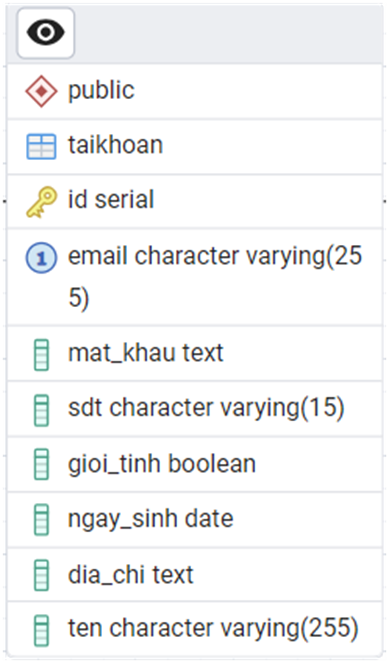 public
taikhoan
id serial
1
email character varying(25
5)
mat_khau text
sdt character varying(15)
gioi_tinh boolean
ngay_sinh date
dia_chi text
ten character varying(255)